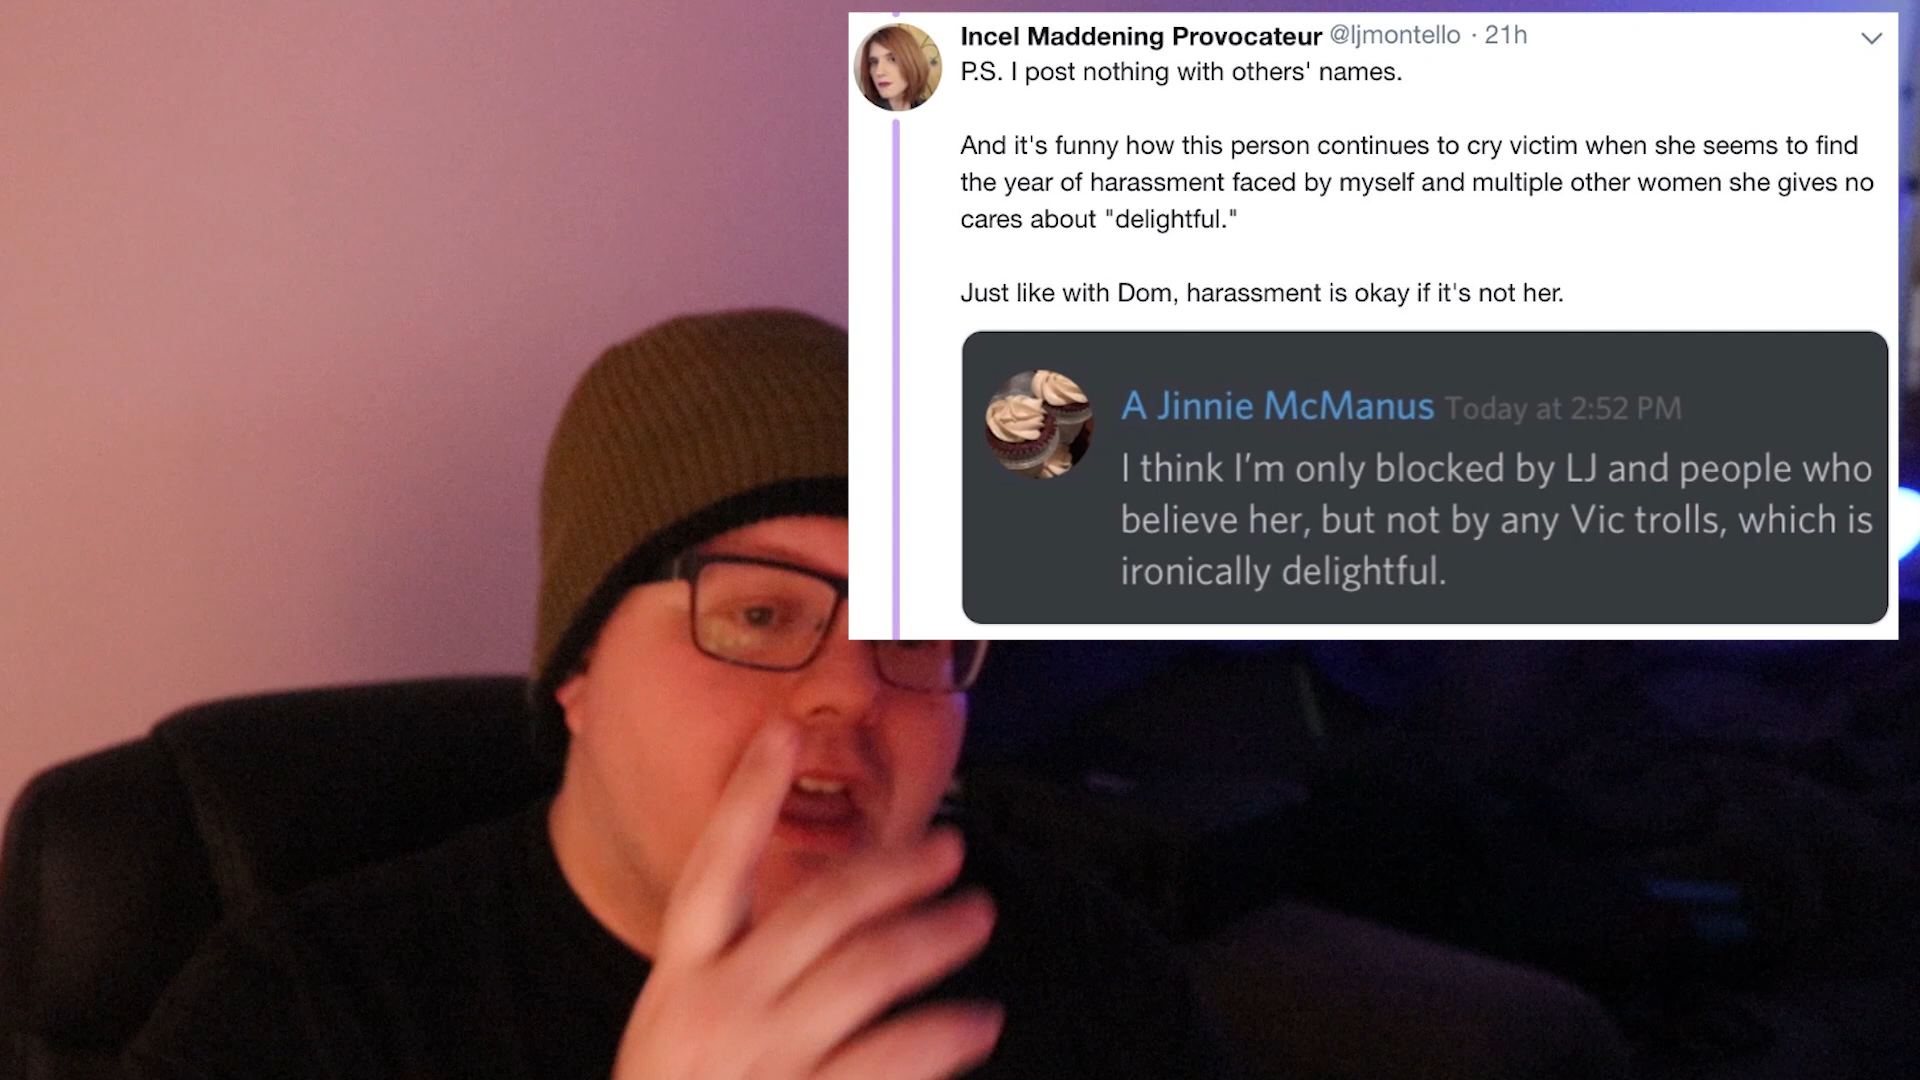 Incel Maddening Provocateur @ljmontello · 21h
P.S. I post nothing with others' names.
And it's funny how this person continues to cry victim when she seems to find
the year of harassment faced by myself and multiple other women she gives no
cares about "delightful."
Just like with Dom, harassment is okay if it's not her.
A Jinnie McManus Today at 2:52 PM
I think I'm only blocked by LJ and people who
believe her, but not by any Vic trolls, which is
ironically delightful.